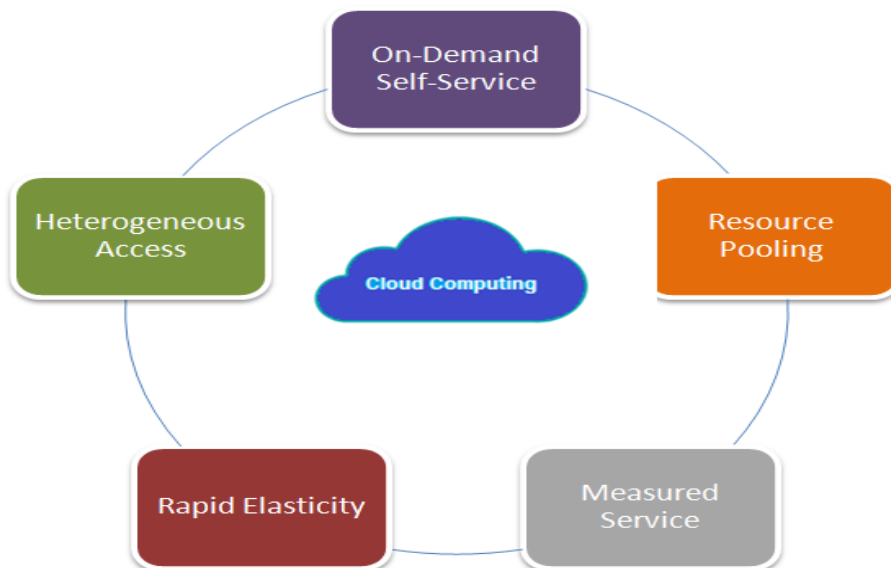 On-Demand
Self-Service
Heterogeneous
Access
Resource
Pooling
Cloud Computing
Rapid Elasticity
Measured
Service